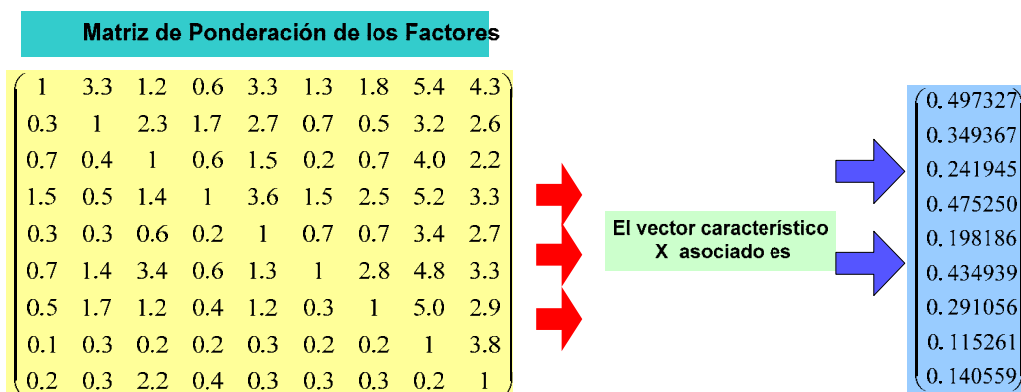 Matriz de Ponderación de los Factores
1 3.3 1.2 0.6 3.3 1.3 1.8 5.4 4.3
0.3 1 2.3 1.7 2.7 0.7 0.5 3.2 2.6
0.7 0.4 1 0.6 1.5 0.2 0.7 4.0 2.2
1.5 0.5 1.4 1 3.6 1.5 2.5 5.2 3.3
0.3 0.3 0.6 0.2 1 0.7 0.7 3.4 2.7
0.7 1.4 3.4 0.6 1.3 1 2.8 4.8 3.3
0.5 1.7 1.2 0.4 1.2 0.3 1 5.0 2.9
0.1 0.3 0.2 0.2 0.3 0.2 0.2 1 3.8
0.2 0.3 2.2 0.4 0.3 0.3 0.3 0.2 1
El vector característico
X asociado es
0.497327
0.349367
0.241945
0.475250
0.198186
0.434939
0.291056
0.115261
0.140559